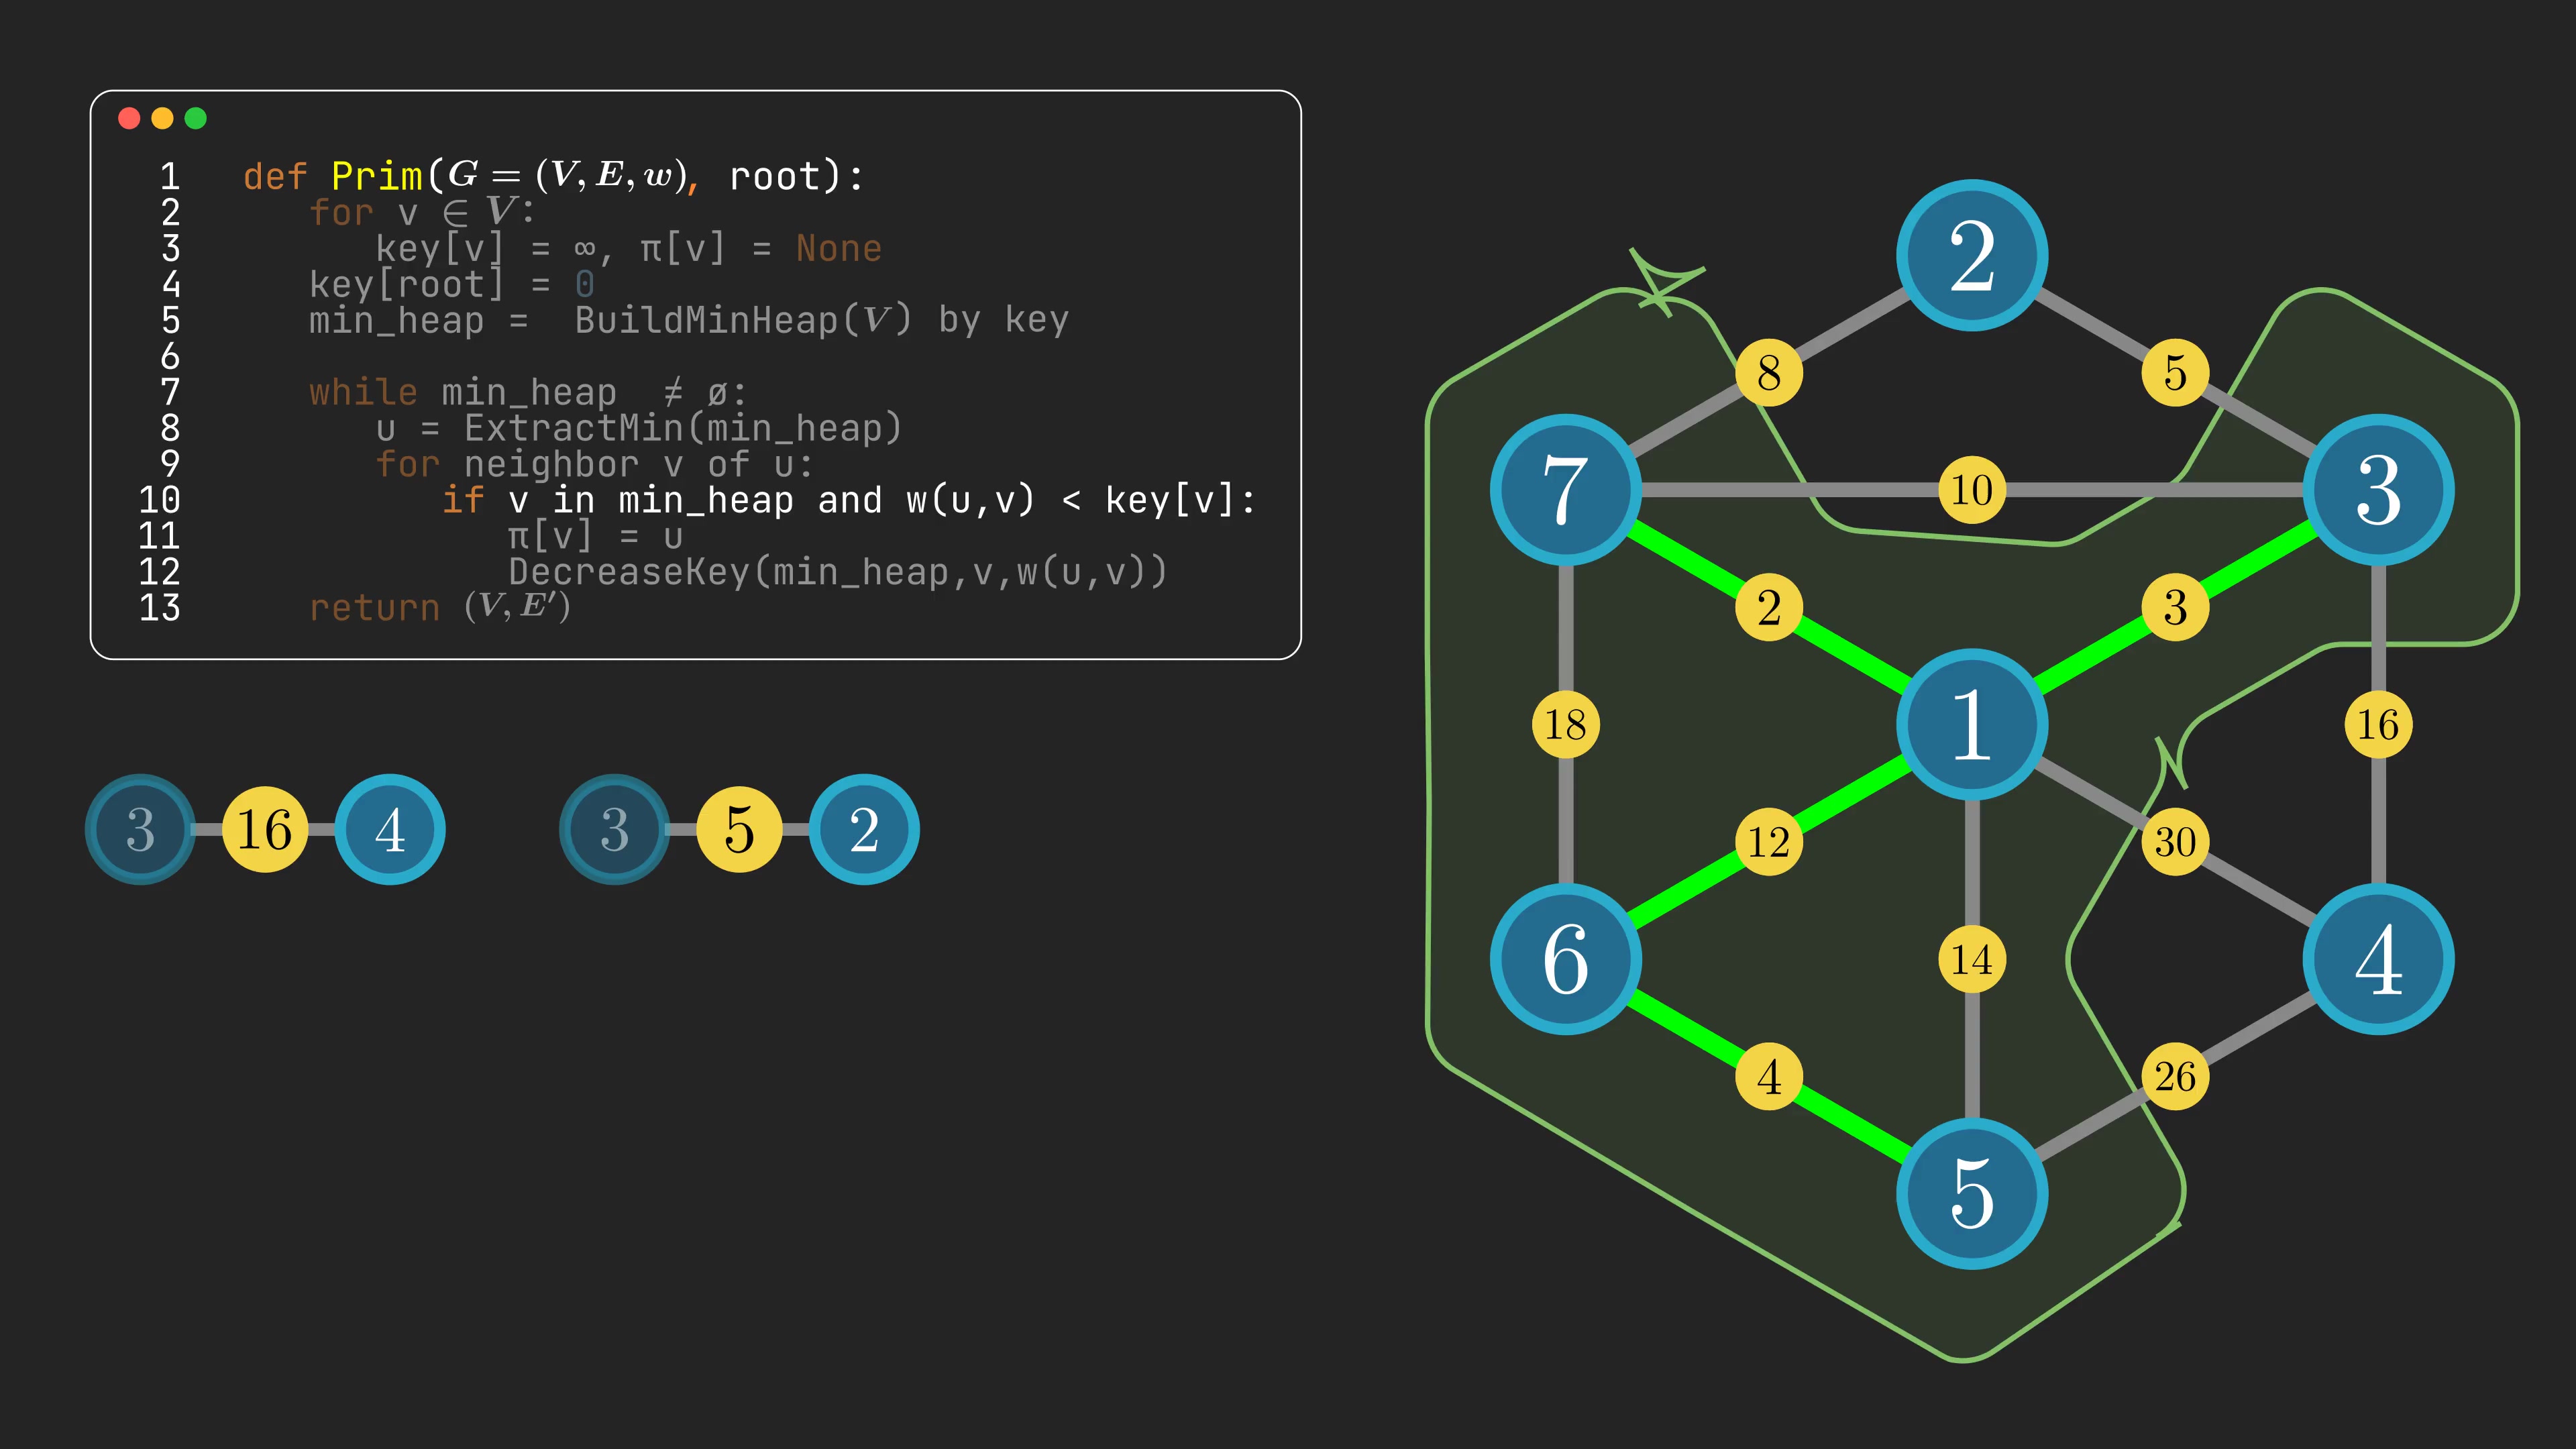 1 def Prim(G = (V, E, w), root):
2 for v ∈ V:
3 key[v] = ∞, π[v] = None
4 key[root] = 0
5 min_heap = BuildMinHeap(V) by key
6
7 while min_heap ≠ ø:
8 u = ExtractMin(min_heap)
9 for neighbor v of u:
10 if v in min_heap and w(u,v) < key[v]:
11 π[v] = u
12 DecreaseKey(min_heap,v,w(u,v))
13 return (V, E′)
3 16 4
3 5 2
2
8 5
7 10 3
2 3
18 1 16
12 30
6 14 4
4 26
5